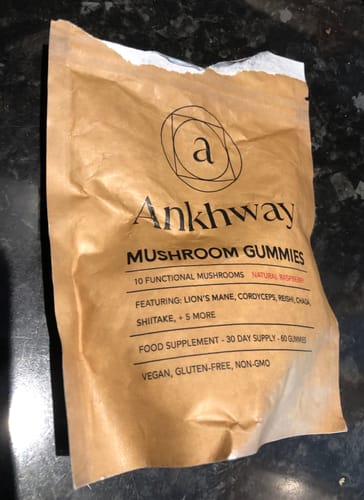 a
Ankhway
MUSHROOM GUMMIES
10 FUNCTIONAL MUSHROOMS NATURAL RASPBERRY
FEATURING: LION'S MANE, CORDYCEPS, REISHI, CHAGA,
SHIITAKE, + 5 MORE
FOOD SUPPLEMENT - 30 DAY SUPPLY - 60 GUMMIES
VEGAN, GLUTEN-FREE, NON-GMO